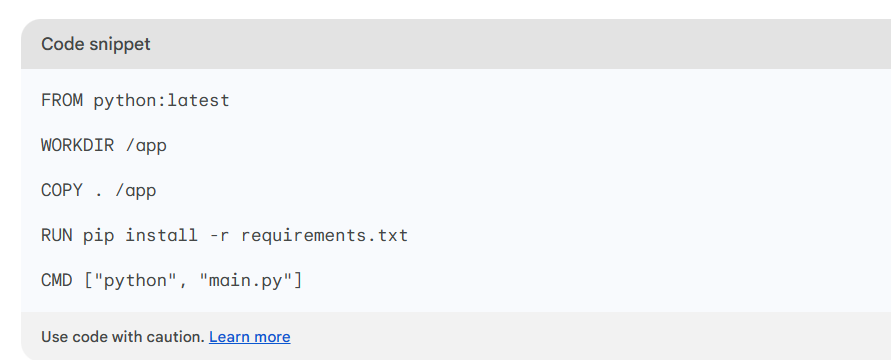 Code snippet
FROM python:latest
WORKDIR /app
COPY . /app
RUN pip install -r requirements.txt
CMD ["python", "main.py"]
Use code with caution. Learn more